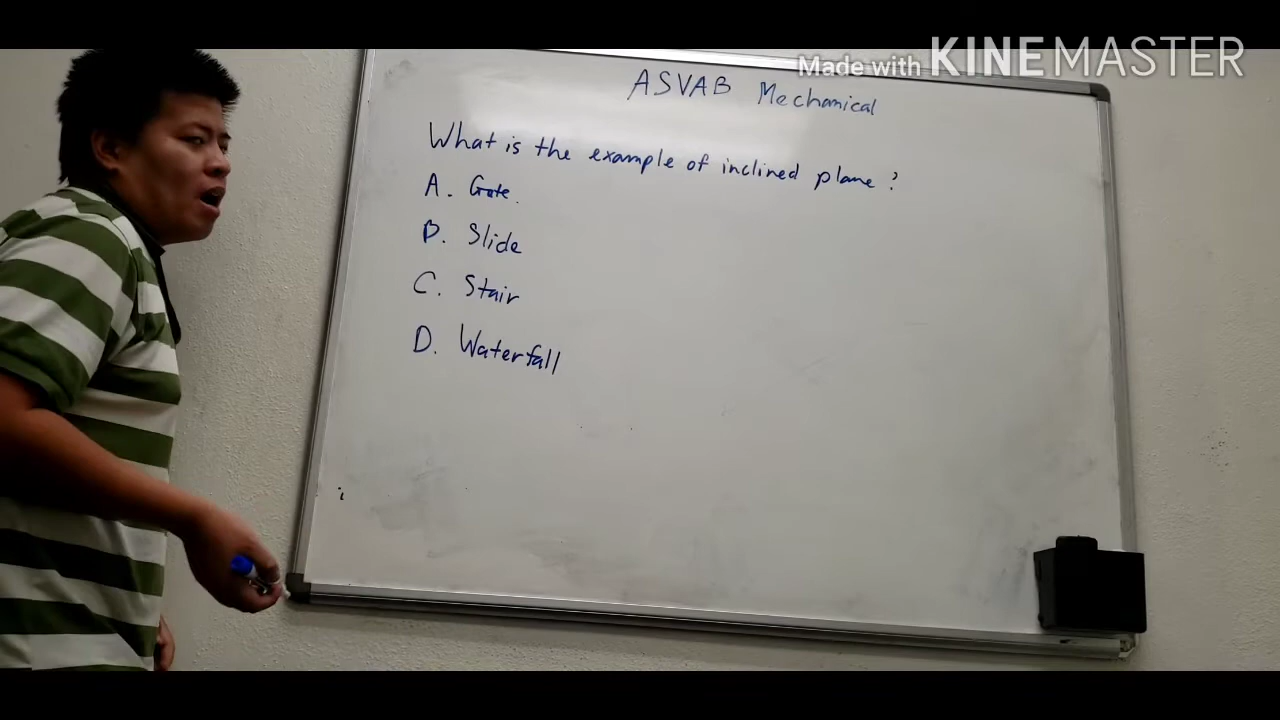 Made with KINEMASTER
ASVAB Mechanical
What is the example of inclined plane?
A. Gate.
B. Slide
C. Stair
D. Waterfall